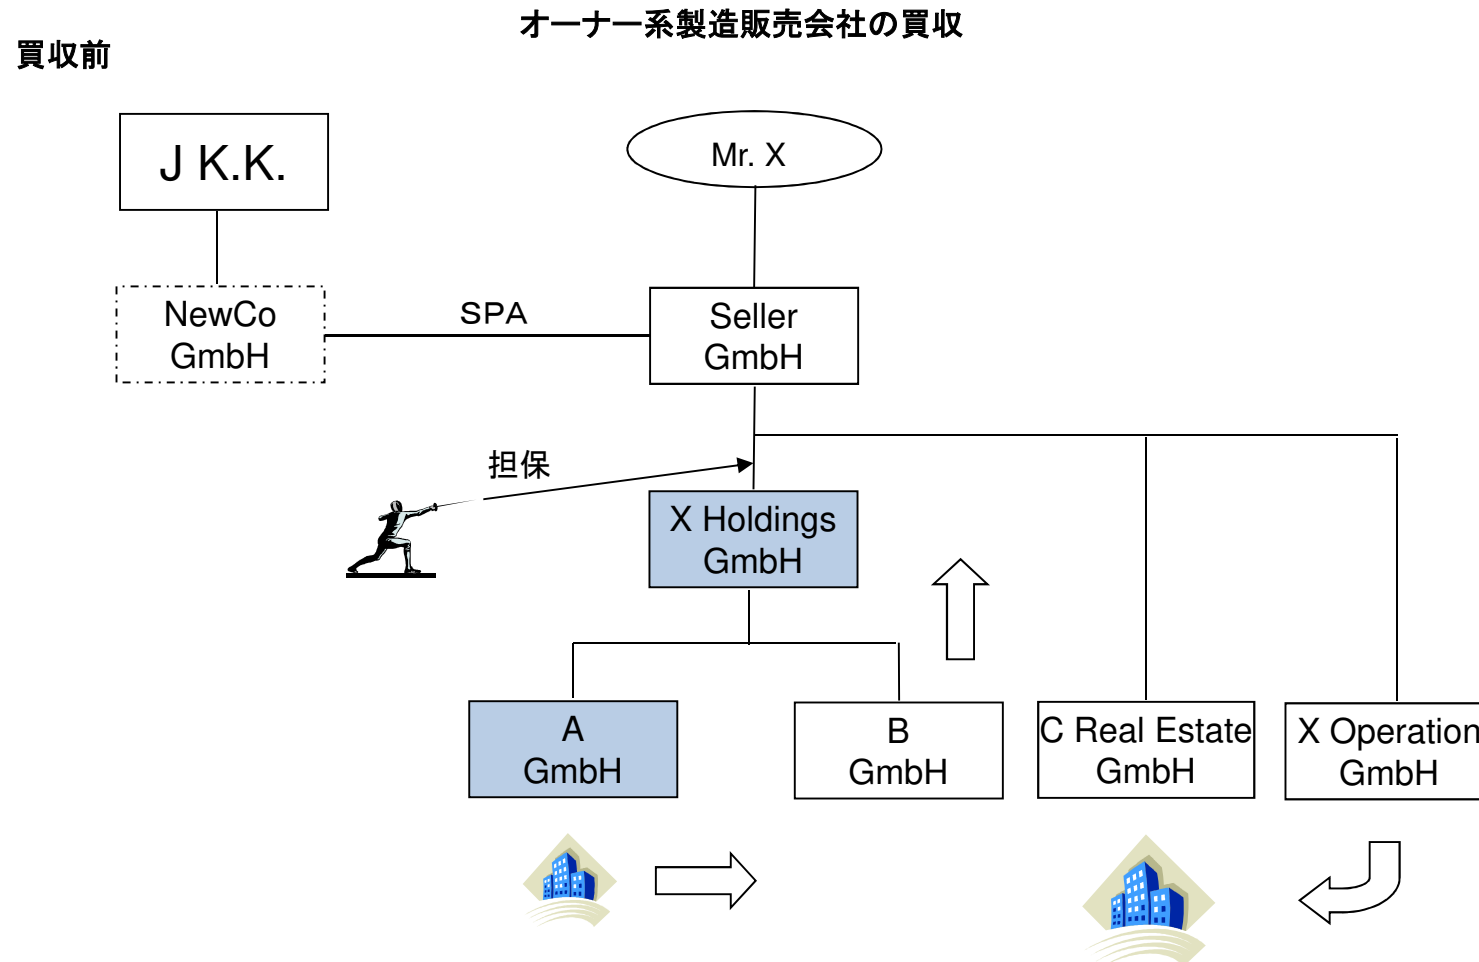 オーナー系製造販売会社の買収
買収前
J K.K.
Mr. X
NewCo
GmbH
SPA
Seller
GmbH
担保
X Holdings
GmbH
A
GmbH
B
GmbH
C Real Estate
GmbH
X Operation
GmbH